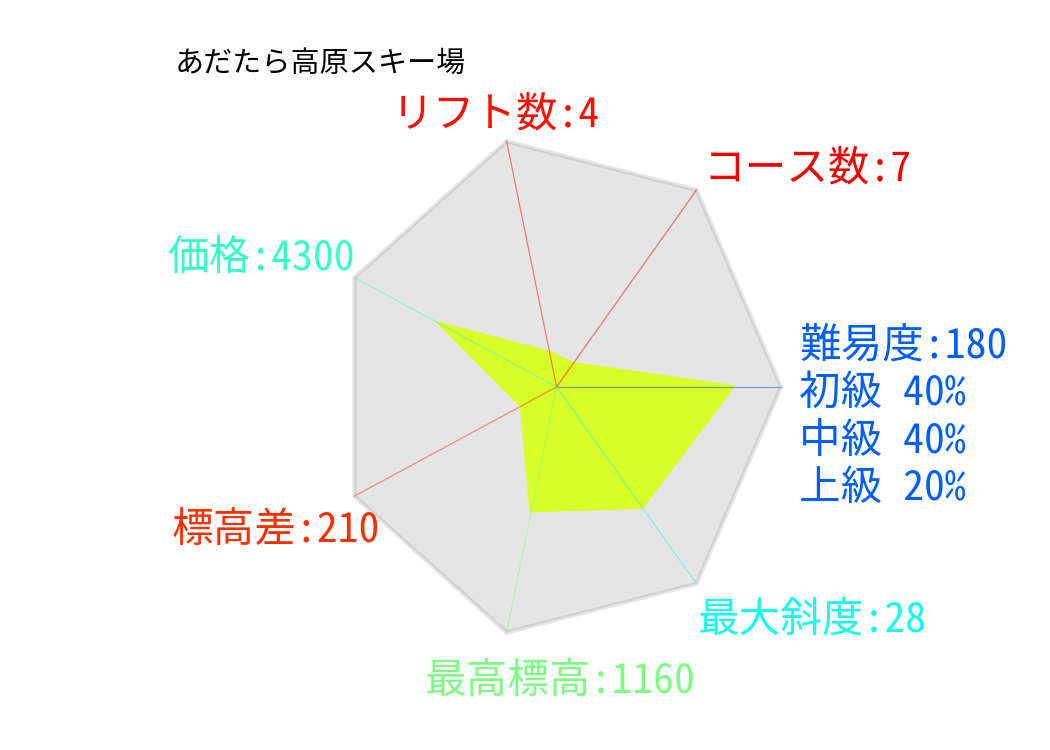 あだたら高原スキー場
リフト数:4
コース数:7
価格:4300
難易度:180
初級 40%
中級 40%
上級 20%
標高差:210
最大斜度:28
最高標高:1160